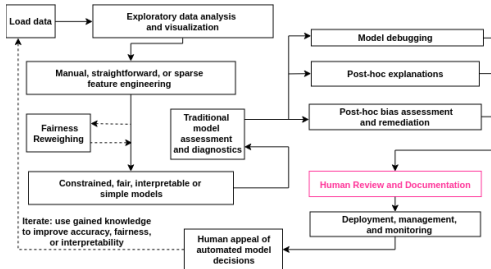 Load data
Exploratory data analysis
and visualization
Manual, straightforward, or sparse
feature engineering
Fairness
Reweighing
Constrained, fair, interpretable or
simple models
Traditional
model
assessment
and diagnostics
Model debugging
Post-hoc explanations
Post-hoc bias assessment
and remediation
Human Review and Documentation
Deployment, management,
and monitoring
Human appeal of
automated model
decisions
Iterate: use gained knowledge
to improve accuracy, fairness,
or interpretability